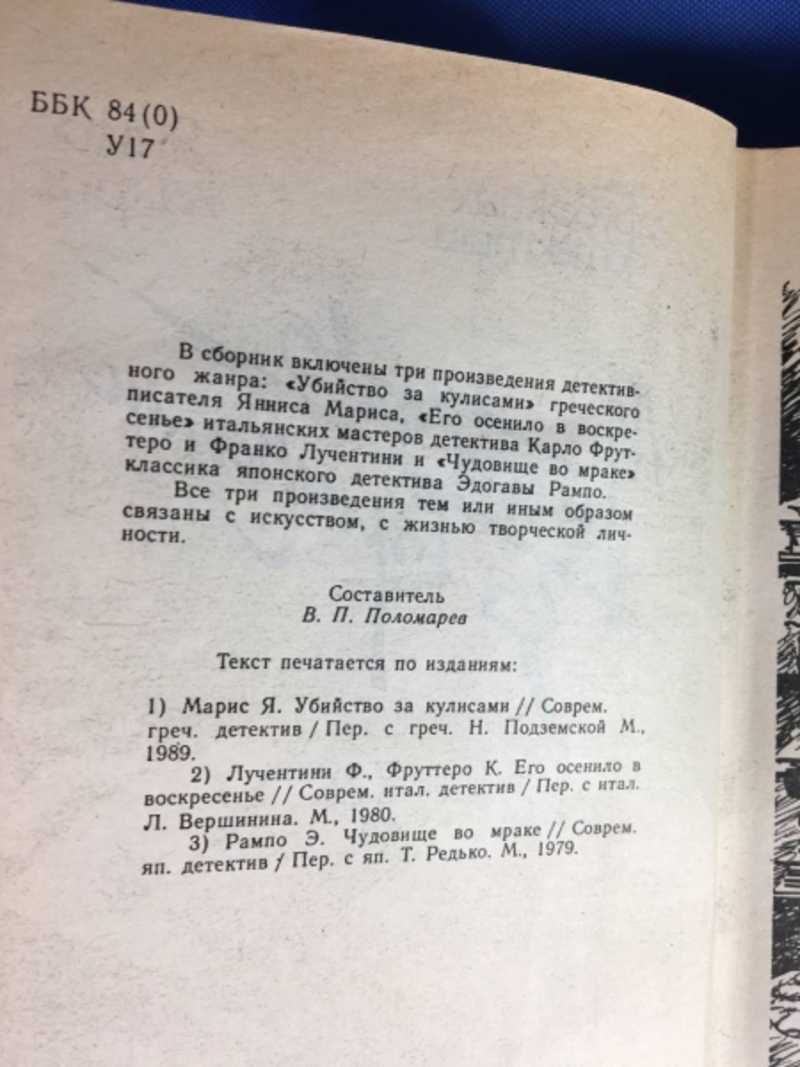 ББК 84(0)
У17
В сборник включены три произведения детектив-
ного жанра: «Убийство за кулисами» греческого
писателя Янниса Мариса, «Его осенило в воскре-
сенье» итальянских мастеров детектива Карло Фрут-
теро и Франко Лучентини и «Чудовище во мраке»
классика японского детектива Эдогавы Рампо.
Все три произведения тем или иным образом
связаны с искусством, с жизнью творческой лич-
ности.
Составитель
В. П. Поломарев
Текст печатается по изданиям:
1) Марис Я. Убийство за кулисами // Соврем.
греч. детектив / Пер. с греч. Н. Подземской М.,
1989.
2) Лучентини Ф., Фруттеро К. Его осенило в
воскресенье // Соврем. итал. детектив / Пер. с итал.
Л. Вершинина. М., 1980.
3) Рампо Э. Чудовище во мраке // Соврем.
яп. детектив / Пер. с яп. Т. Редько. М., 1979.